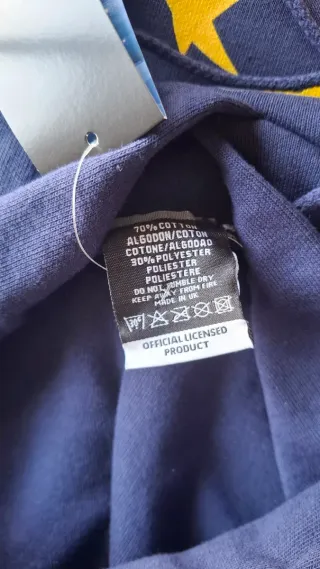 70% COTTON
ALGODON/COTON
COTONE/ALGODAO
30% POLYESTER
POLIESTER
POLIESTERE
DO NOT TUMBLE DRY
KEEP AWAY FROM FIRE
MADE IN UK
OFFICIAL LICENSED
PRODUCT